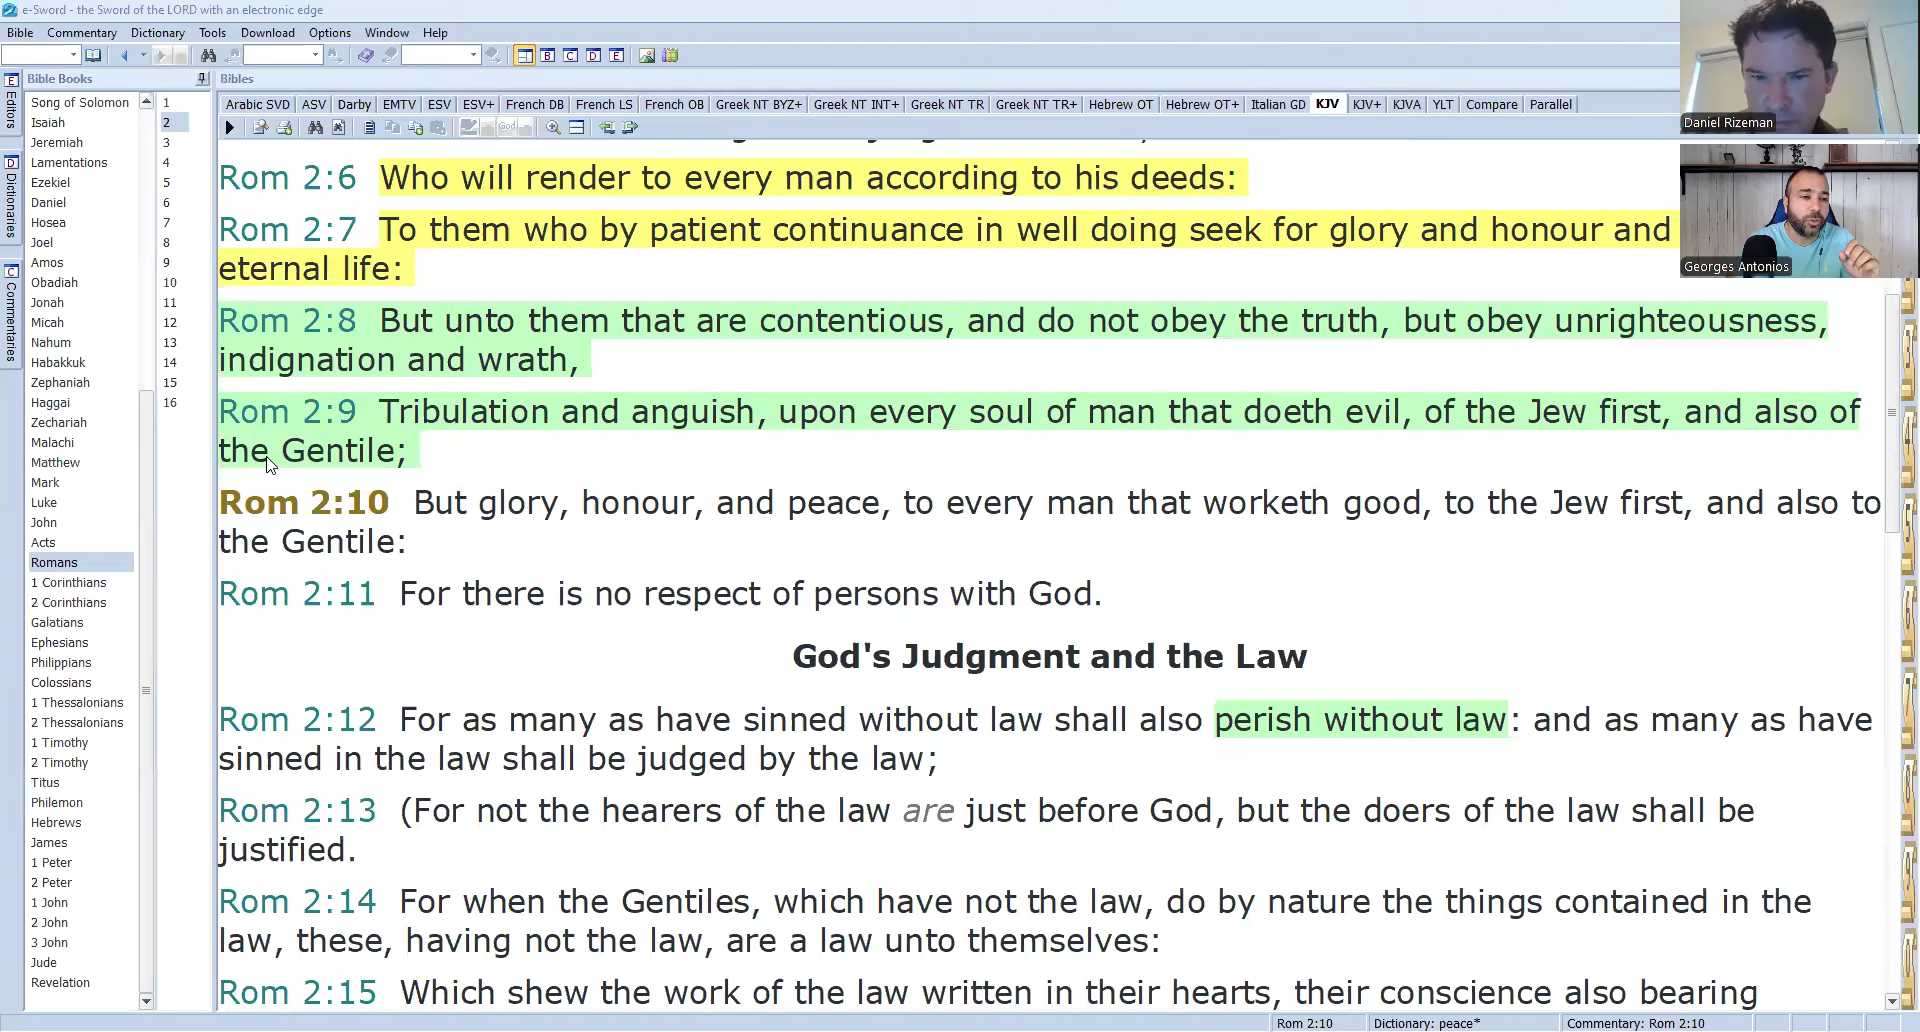 e-Sword - the Sword of the LORD with an electronic edge
Bible Commentary Dictionary Tools Download Options Window Help
Bible Books
Bibles
Arabic SVD ASV Darby EMTV ESV ESV+ French DB French LS French OB Greek NT BYZ+ Greek NT INT+ Greek NT TR Greek NT TR+ Hebrew OT Hebrew OT+ Italian GD KJV KJV+ KJVA YLT Compare Parallel
Editors
Dictionaries
Commentaries
Song of Solomon
Isaiah
Jeremiah
Lamentations
Ezekiel
Daniel
Hosea
Joel
Amos
Obadiah
Jonah
Micah
Nahum
Habakkuk
Zephaniah
Haggai
Zechariah
Malachi
Matthew
Mark
Luke
John
Acts
Romans
1 Corinthians
2 Corinthians
Galatians
Ephesians
Philippians
Colossians
1 Thessalonians
2 Thessalonians
1 Timothy
2 Timothy
Titus
Philemon
Hebrews
James
1 Peter
2 Peter
1 John
2 John
3 John
Jude
Revelation
1
2
3
4
5
6
7
8
9
10
11
12
13
14
15
16
Rom 2:6 Who will render to every man according to his deeds:
Rom 2:7 To them who by patient continuance in well doing seek for glory and honour and
eternal life:
Rom 2:8 But unto them that are contentious, and do not obey the truth, but obey unrighteousness,
indignation and wrath,
Rom 2:9 Tribulation and anguish, upon every soul of man that doeth evil, of the Jew first, and also of
the Gentile;
Rom 2:10 But glory, honour, and peace, to every man that worketh good, to the Jew first, and also to
the Gentile:
Rom 2:11 For there is no respect of persons with God.
God's Judgment and the Law
Rom 2:12 For as many as have sinned without law shall also perish without law: and as many as have
sinned in the law shall be judged by the law;
Rom 2:13 (For not the hearers of the law are just before God, but the doers of the law shall be
justified.
Rom 2:14 For when the Gentiles, which have not the law, do by nature the things contained in the
law, these, having not the law, are a law unto themselves:
Rom 2:15 Which shew the work of the law written in their hearts, their conscience also bearing
Daniel Rizeman
Georges Antonios
Rom 2:10 Dictionary: peace* Commentary: Rom 2:10